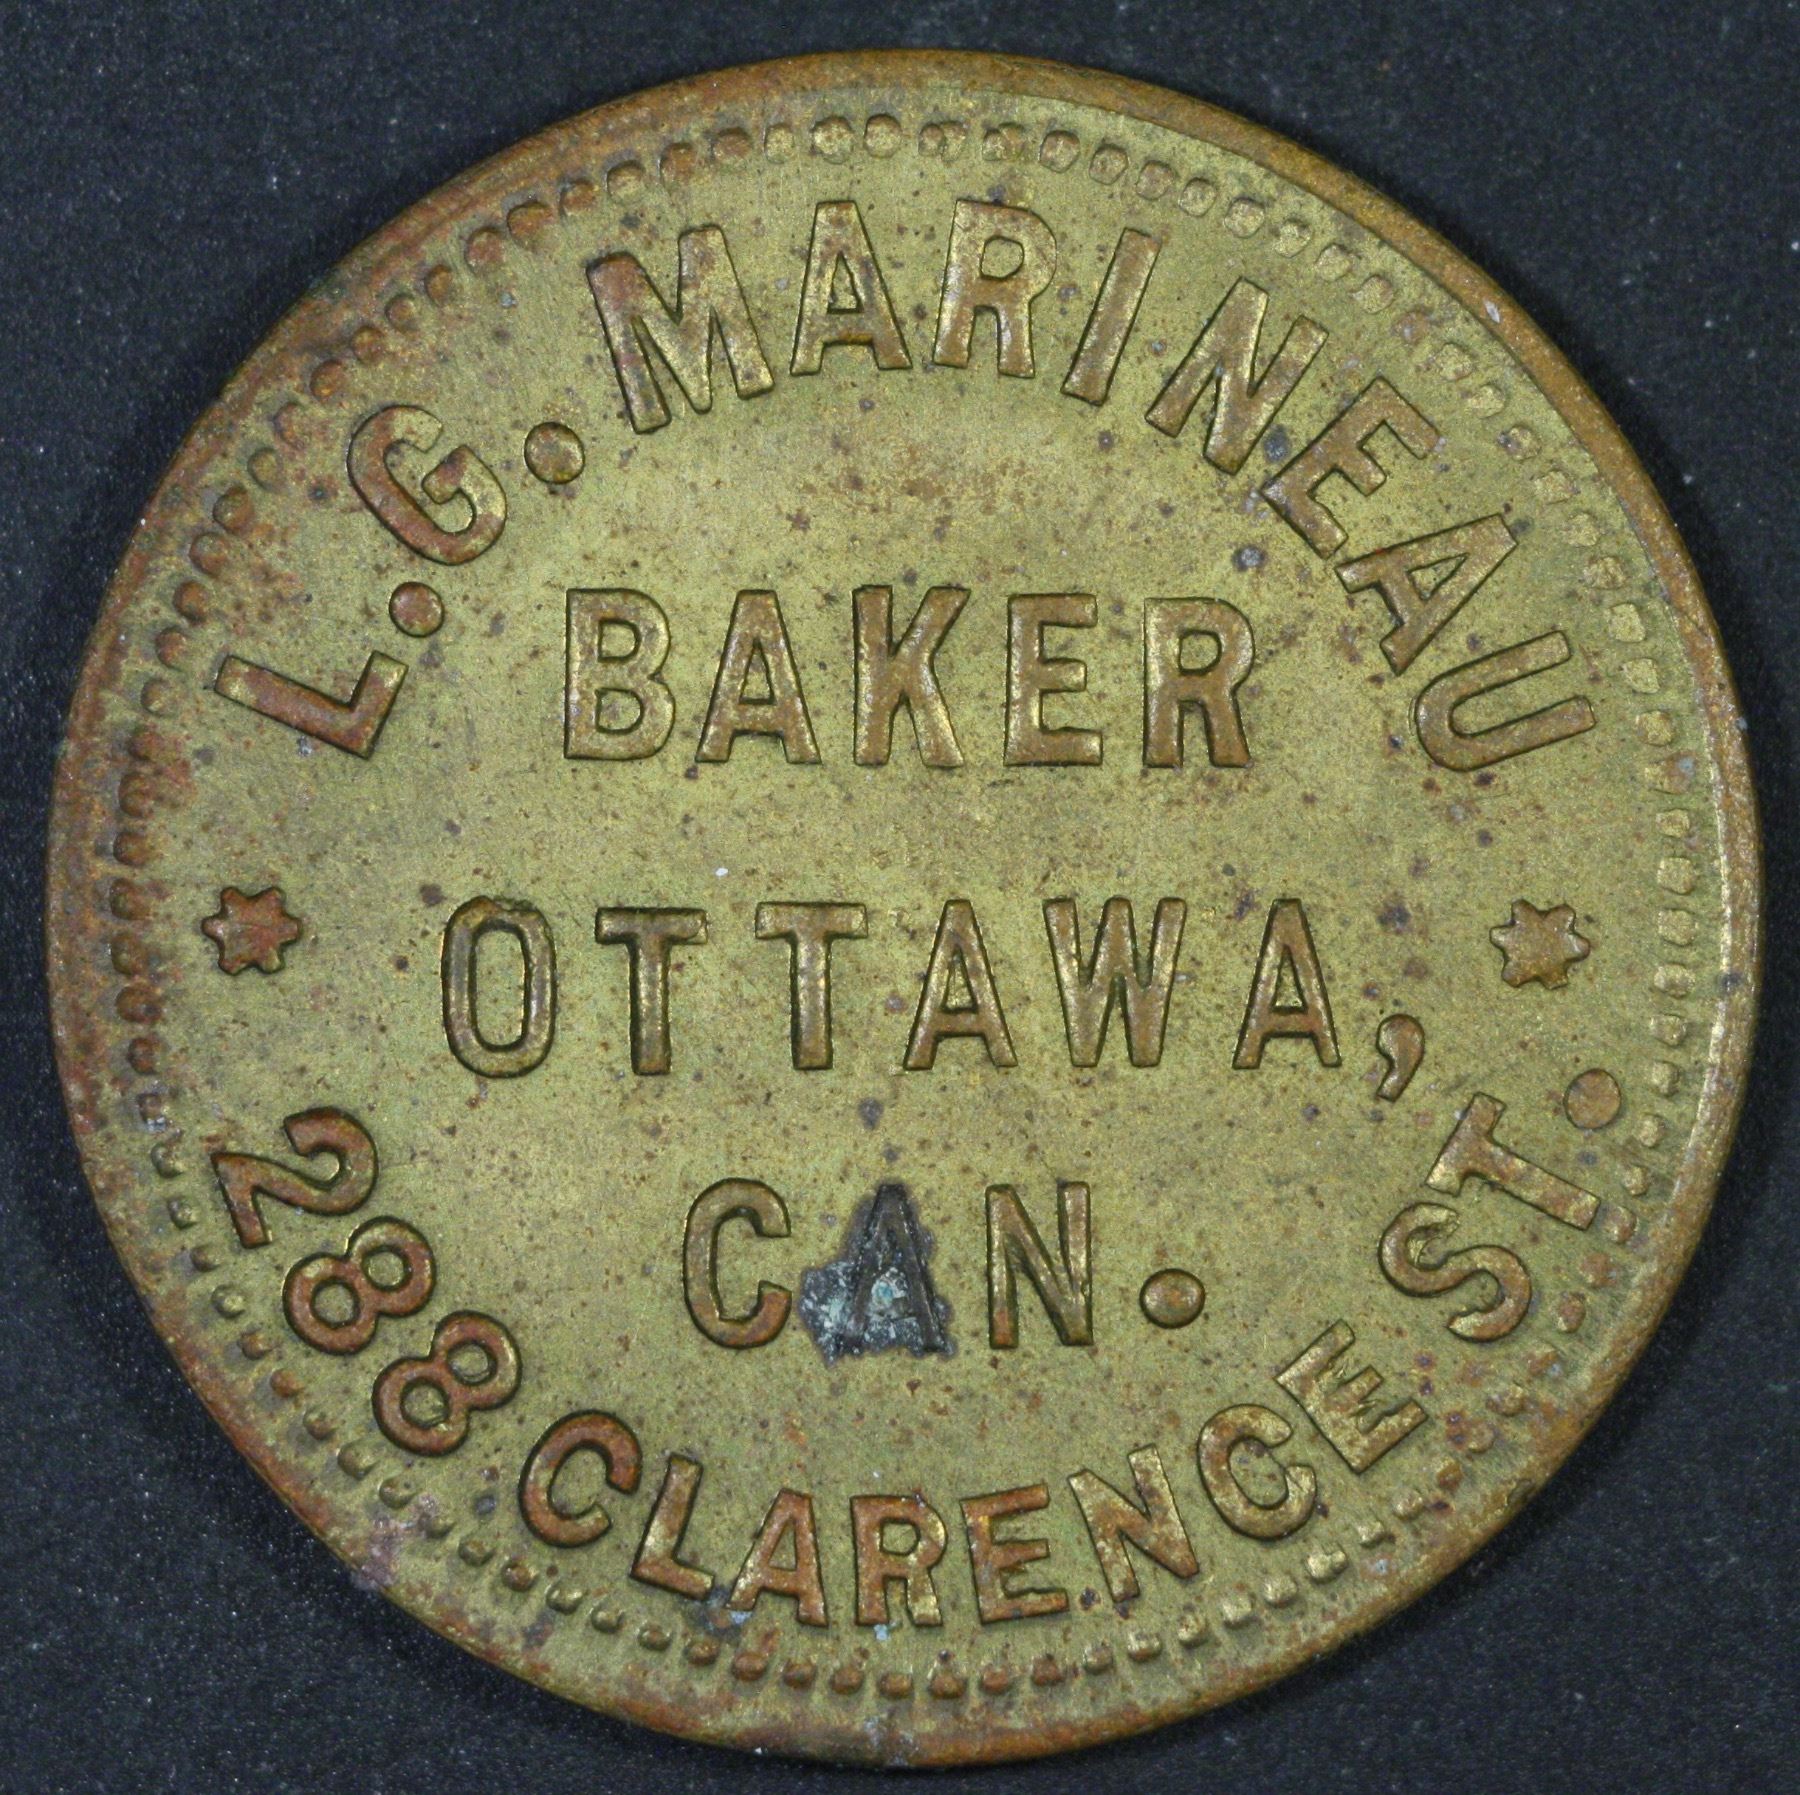 L.G. MARINEAU
BAKER
OTTAWA,
CAN.
288 CLARENCE ST.